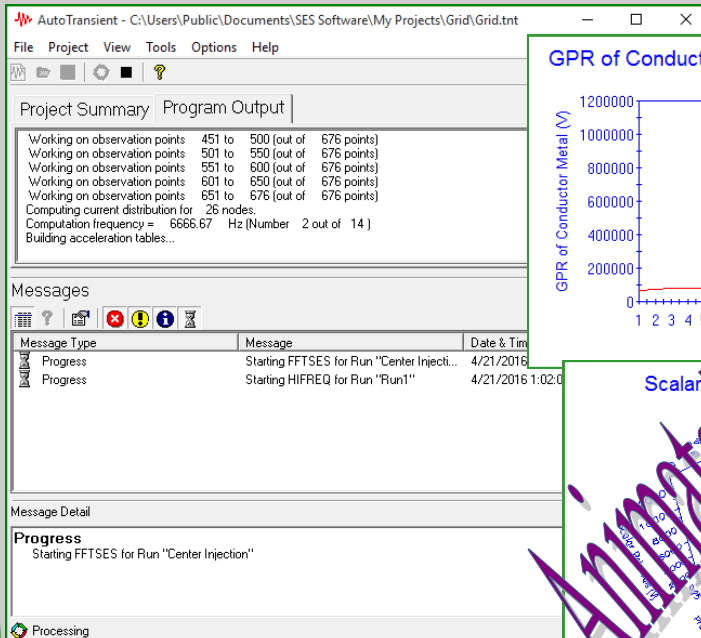 AutoTransient - C:\Users\Public\Documents\SES Software\My Projects\Grid\Grid.tnt
File Project View Tools Options Help
Project Summary Program Output
Working on observation points 451 to 500 (out of 676 points)
Working on observation points 501 to 550 (out of 676 points)
Working on observation points 551 to 600 (out of 676 points)
Working on observation points 601 to 650 (out of 676 points)
Working on observation points 651 to 676 (out of 676 points)
Computing current distribution for 26 nodes.
Computation frequency = 6666.67 Hz (Number 2 out of 14 )
Building acceleration tables...
Messages
Message Type Message Date & Tim
Progress Starting FFTSES for Run "Center Injecti... 4/21/2016
Progress Starting HIFREQ for Run "Run1" 4/21/2016 1:02:0
Message Detail
Progress
Starting FFTSES for Run "Center Injection"
Processing
GPR of Conduct
GPR of Conductor Metal (V)
1200000
1000000
800000
600000
400000
200000
0
1 2 3 4
Scalar
Animat